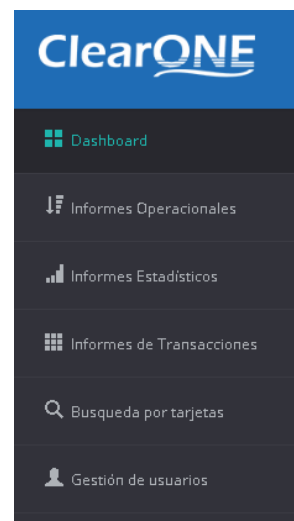 ClearONE
Dashboard
Informes Operacionales
Informes Estadísticos
Informes de Transacciones
Busqueda por tarjetas
Gestión de usuarios